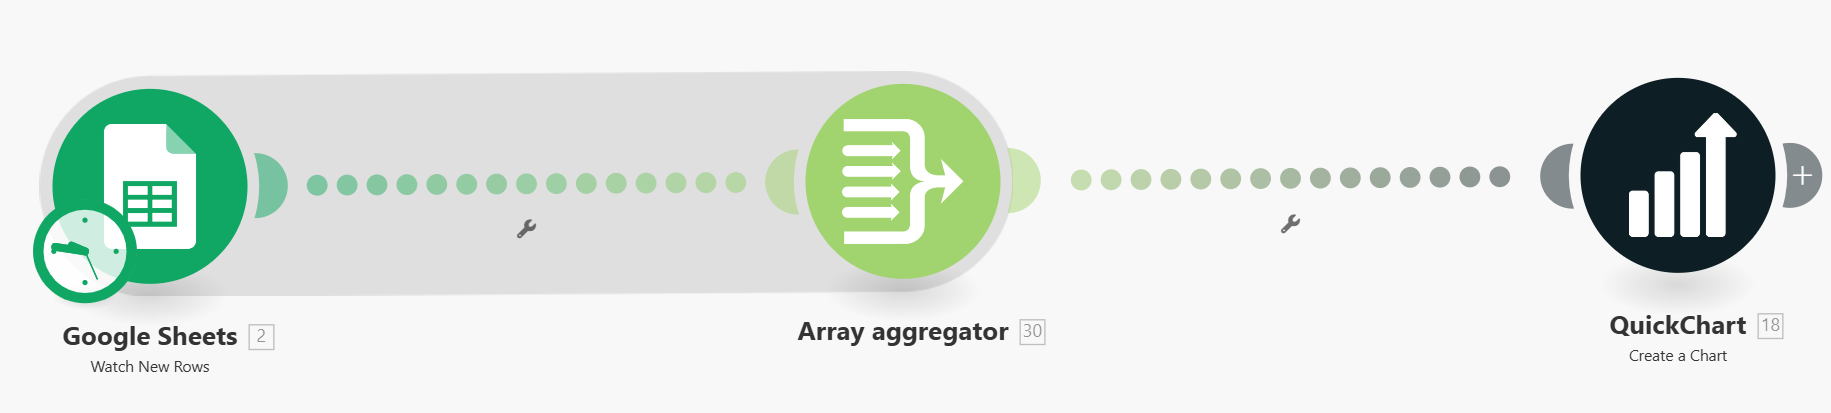 Google Sheets 2
Watch New Rows
Array aggregator 30
QuickChart 18
Create a Chart